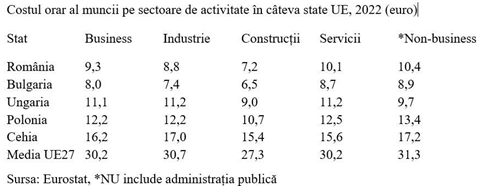 Costul orar al muncii pe sectoare de activitate în câteva state UE, 2022 (euro)
Stat Business Industrie Construcții Servicii *Non-business
România 9,3 8,8 7,2 10,1 10,4
Bulgaria 8,0 7,4 6,5 8,7 8,9
Ungaria 11,1 11,2 9,0 11,2 9,7
Polonia 12,2 12,2 10,7 12,5 13,4
Cehia 16,2 17,0 15,4 15,6 17,2
Media UE27 30,2 30,7 27,3 30,2 31,3
Sursa: Eurostat, *NU include administrația publică